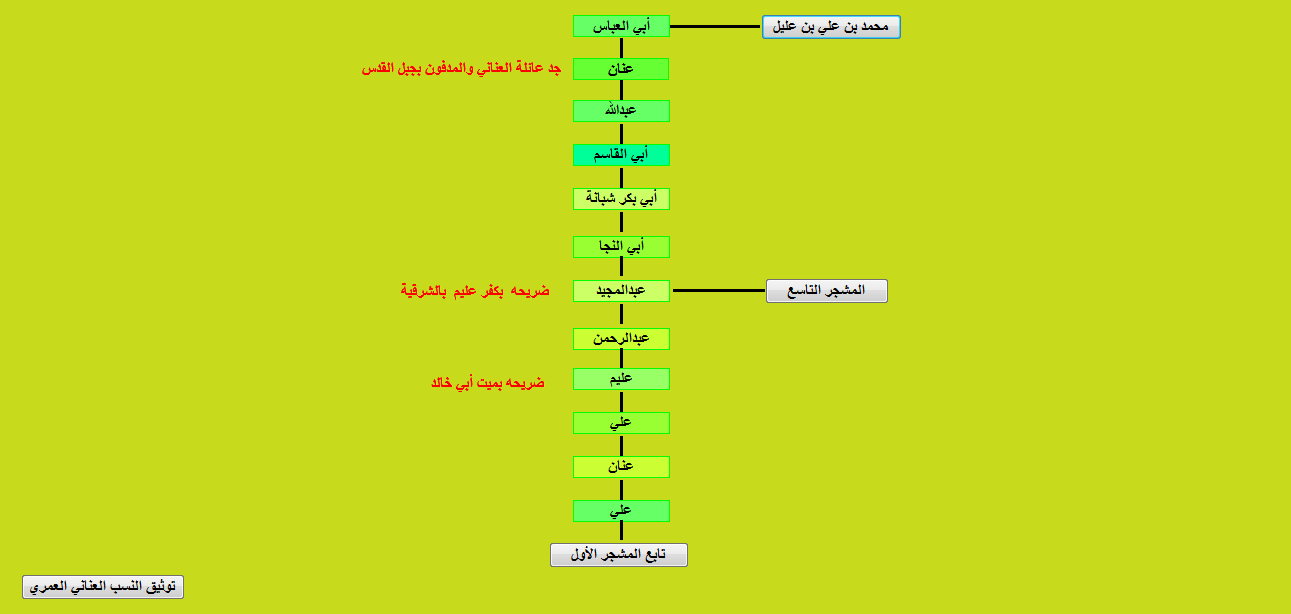 محمد بن علي بن عليل
أبي العباس
عنان
جد عائلة العناني والمدفون بجبل القدس
عبدالله
أبي القاسم
أبي بكر شبانة
أبي النجا
المشجر التاسع
عبدالمجيد
ضريحه بكفر عليم بالشرقية
عبدالرحمن
عليم
ضريحه بميت أبي خالد
علي
عنان
علي
تابع المشجر الأول
توثيق النسب العناني العمري